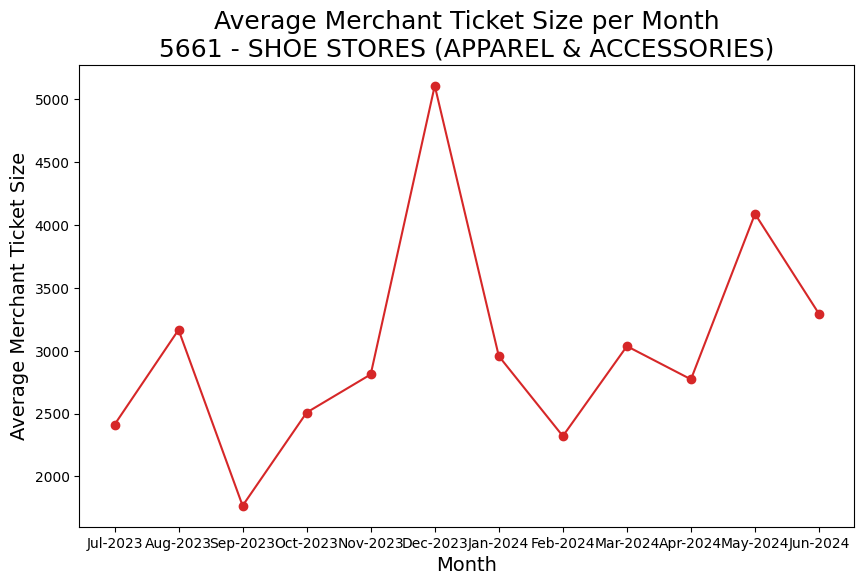 Average Merchant Ticket Size per Month
5661 - SHOE STORES (APPAREL & ACCESSORIES)
Average Merchant Ticket Size
5000
4500
4000
3500
3000
2500
2000
Jul-2023 Aug-2023 Sep-2023 Oct-2023 Nov-2023 Dec-2023 Jan-2024 Feb-2024 Mar-2024 Apr-2024 May-2024 Jun-2024
Month